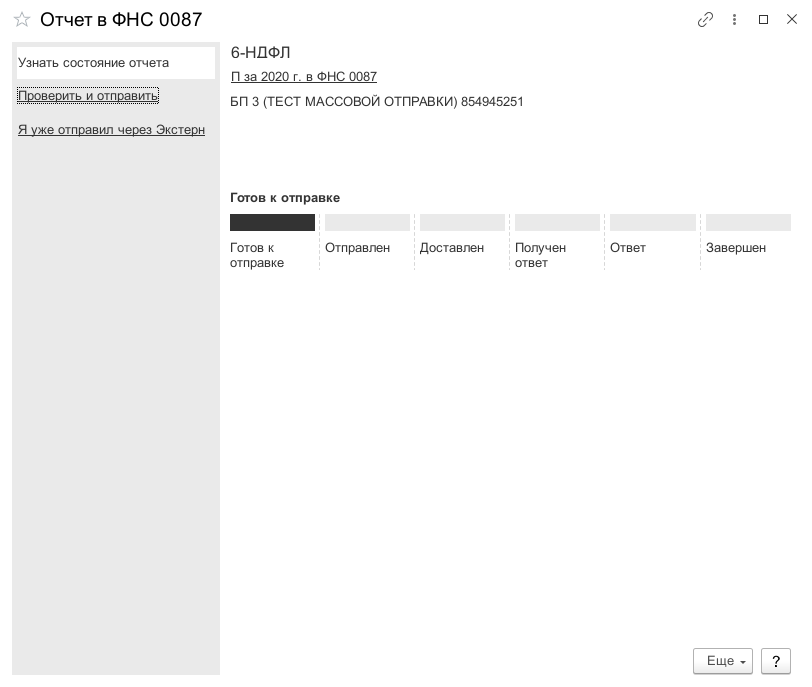 Отчет в ФНС 0087
Узнать состояние отчета
Проверить и отправить
Я уже отправил через Экстерн
6-НДФЛ
П за 2020 г. в ФНС 0087
БП 3 (ТЕСТ МАССОВОЙ ОТПРАВКИ) 854945251
Готов к отправке
Готов к
отправке
Отправлен
Доставлен
Получен
ответ
Ответ
Завершен
Еще
?